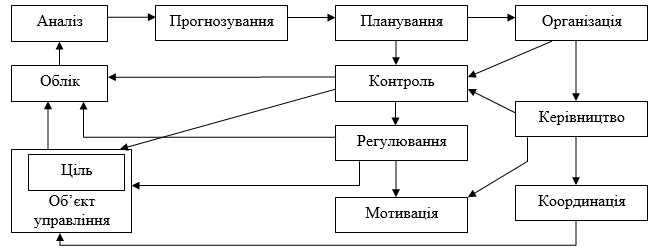 Аналіз
Прогнозування
Планування
Організація
Облік
Контроль
Керівництво
Регулювання
Ціль
Об’єкт
управління
Мотивація
Координація